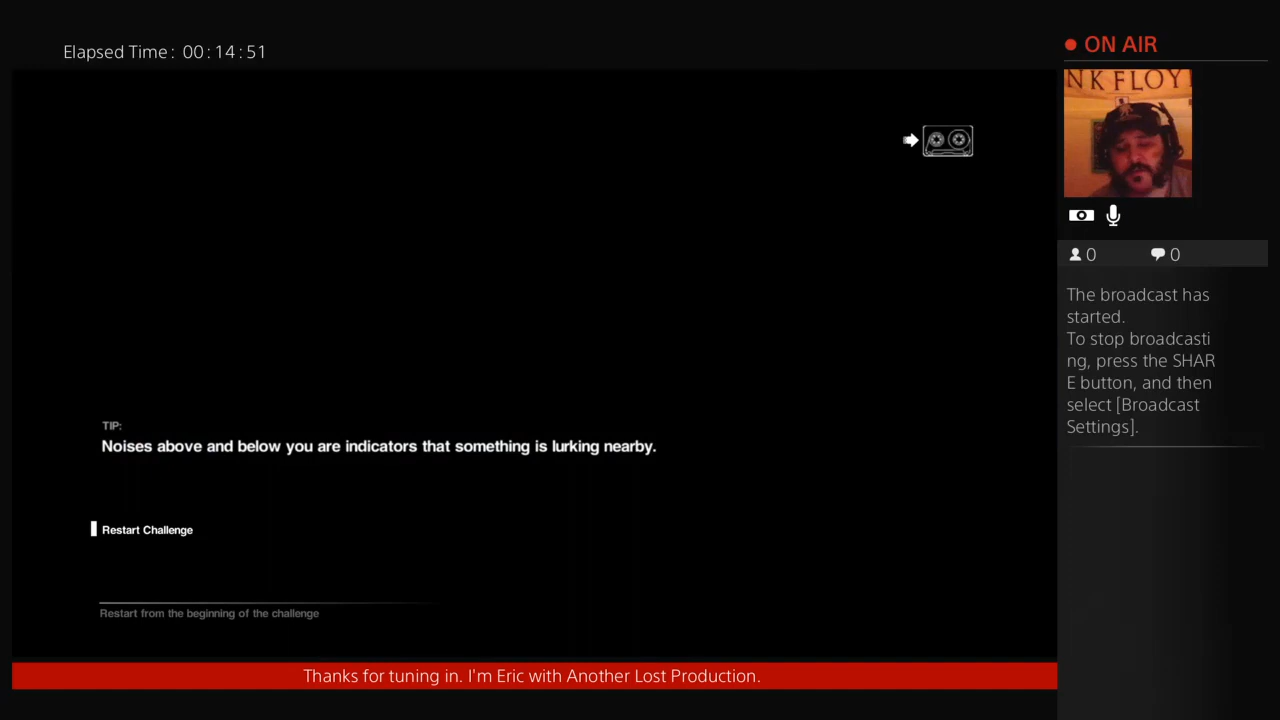 Elapsed Time: 00:14:51
ON AIR
NK FLOY
0 0
The broadcast has
started.
To stop broadcasti
ng, press the SHAR
E button, and then
select [Broadcast
Settings].
TIP:
Noises above and below you are indicators that something is lurking nearby.
Restart Challenge
Restart from the beginning of the challenge
Thanks for tuning in. I'm Eric with Another Lost Production.